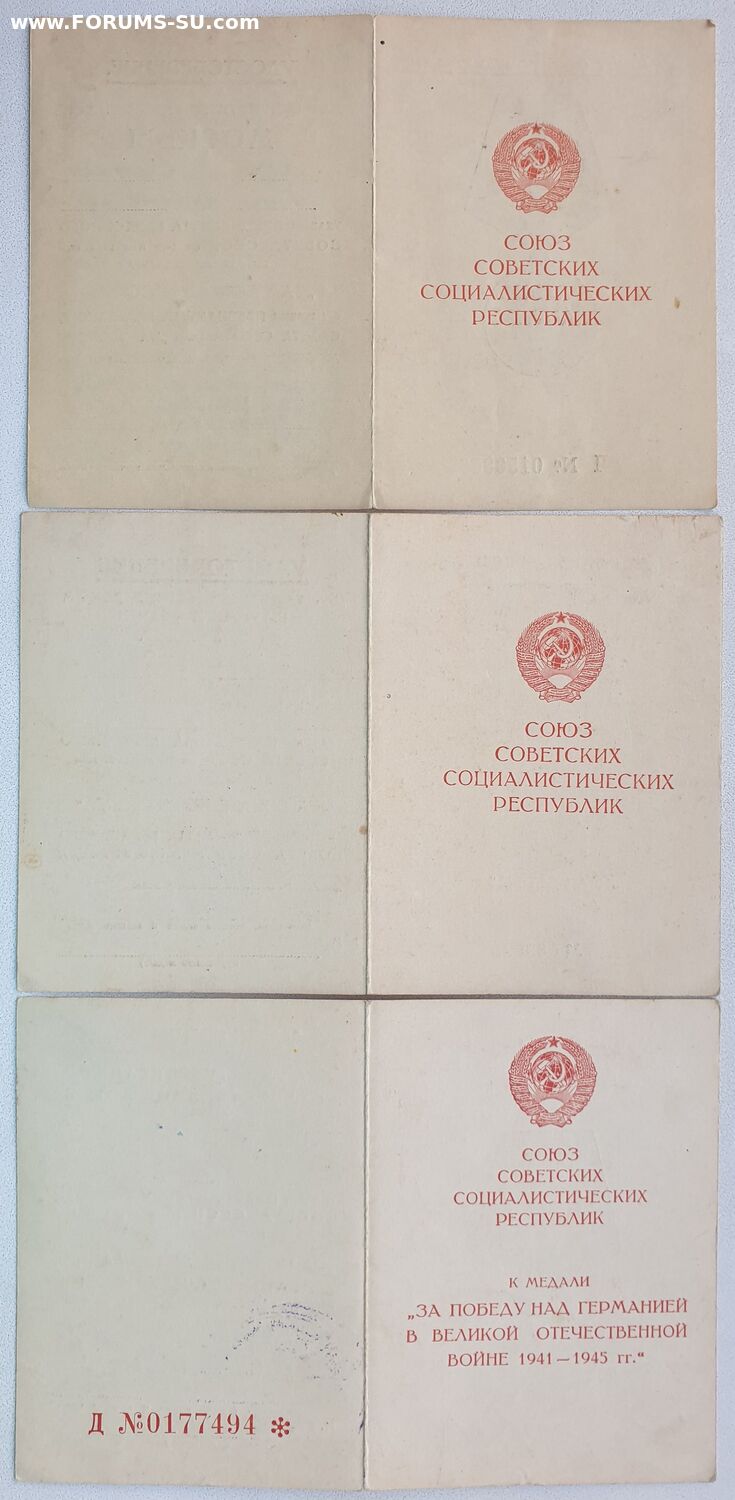 www.FORUMS-SU.com
СОЮЗ
СОВЕТСКИХ
СОЦИАЛИСТИЧЕСКИХ
РЕСПУБЛИК
СОЮЗ
СОВЕТСКИХ
СОЦИАЛИСТИЧЕСКИХ
РЕСПУБЛИК
СОЮЗ
СОВЕТСКИХ
СОЦИАЛИСТИЧЕСКИХ
РЕСПУБЛИК
К МЕДАЛИ
„ЗА ПОБЕДУ НАД ГЕРМАНИЕЙ
В ВЕЛИКОЙ ОТЕЧЕСТВЕННОЙ
ВОЙНЕ 1941—1945 гг.“
Д №0177494 *